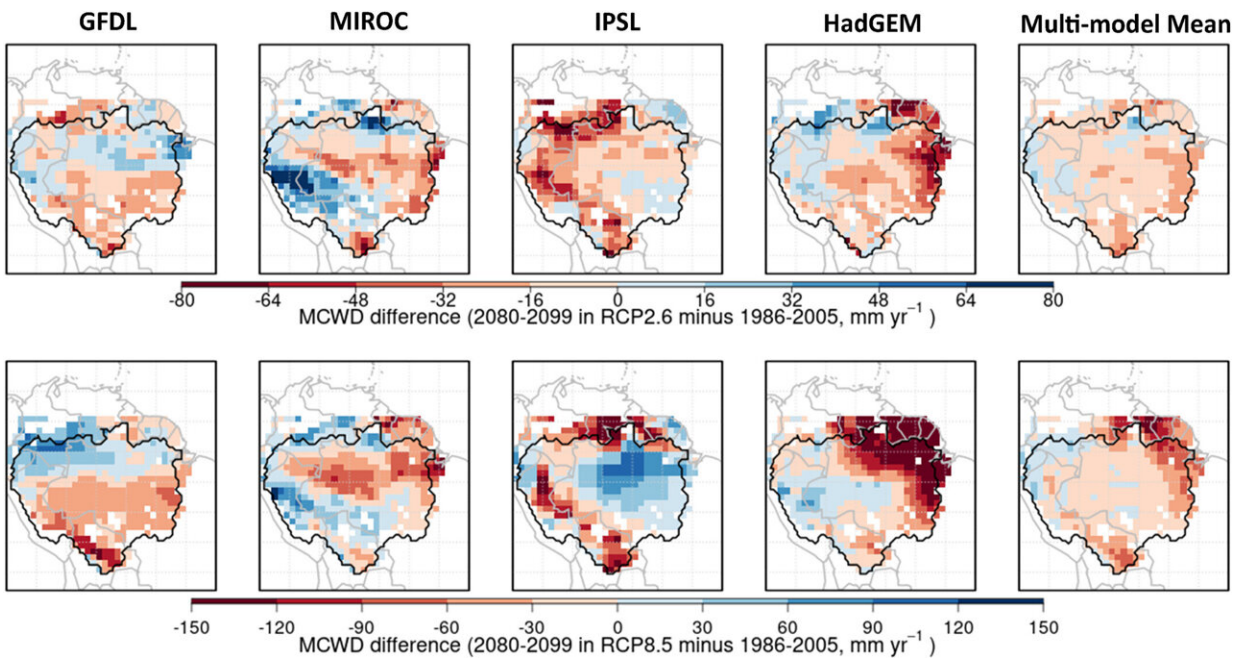 GFDL MIROC IPSL HadGEM Multi-model Mean
-80 -64 -48 -32 -16 0 16 32 48 64 80
MCWD difference (2080-2099 in RCP2.6 minus 1986-2005, mm yr⁻¹ )
-150 -120 -90 -60 -30 0 30 60 90 120 150
MCWD difference (2080-2099 in RCP8.5 minus 1986-2005, mm yr⁻¹ )